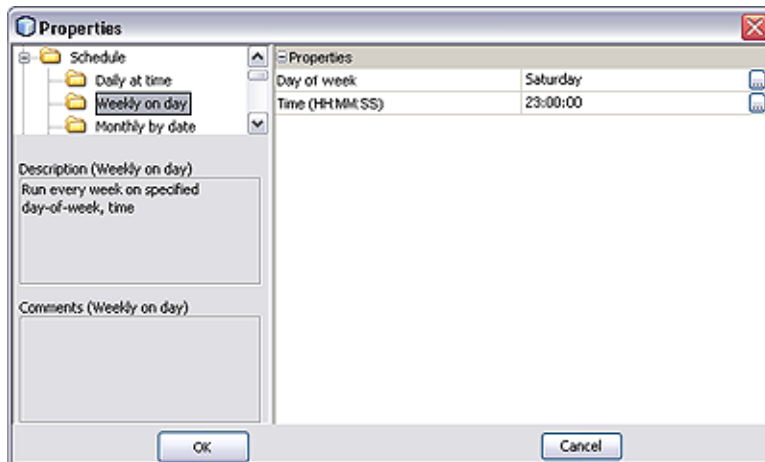 Properties
Schedule
Daily at time
Weekly on day
Monthly by date
Description (Weekly on day)
Run every week on specified
day-of-week, time
Comments (Weekly on day)
Properties
Day of week Saturday ...
Time (HH:MM:SS) 23:00:00 ...
OK Cancel